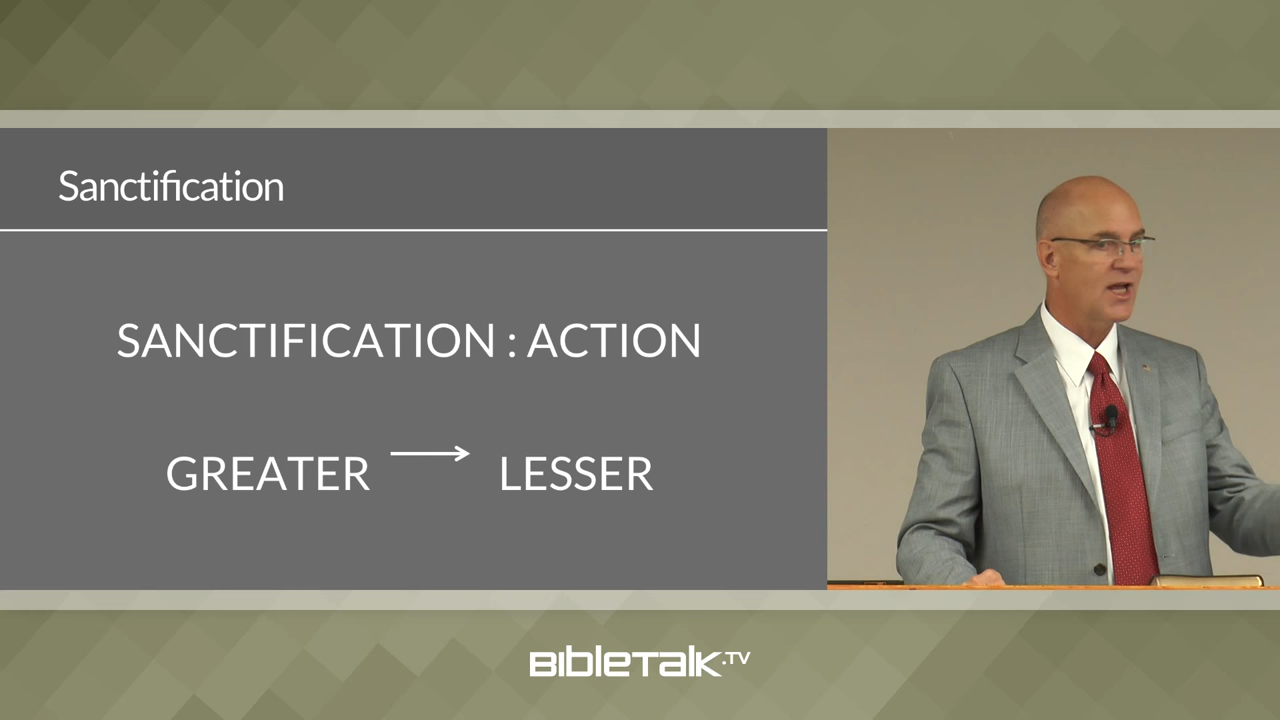 Sanctification
SANCTIFICATION : ACTION
GREATER → LESSER
BIBLETALK.TV